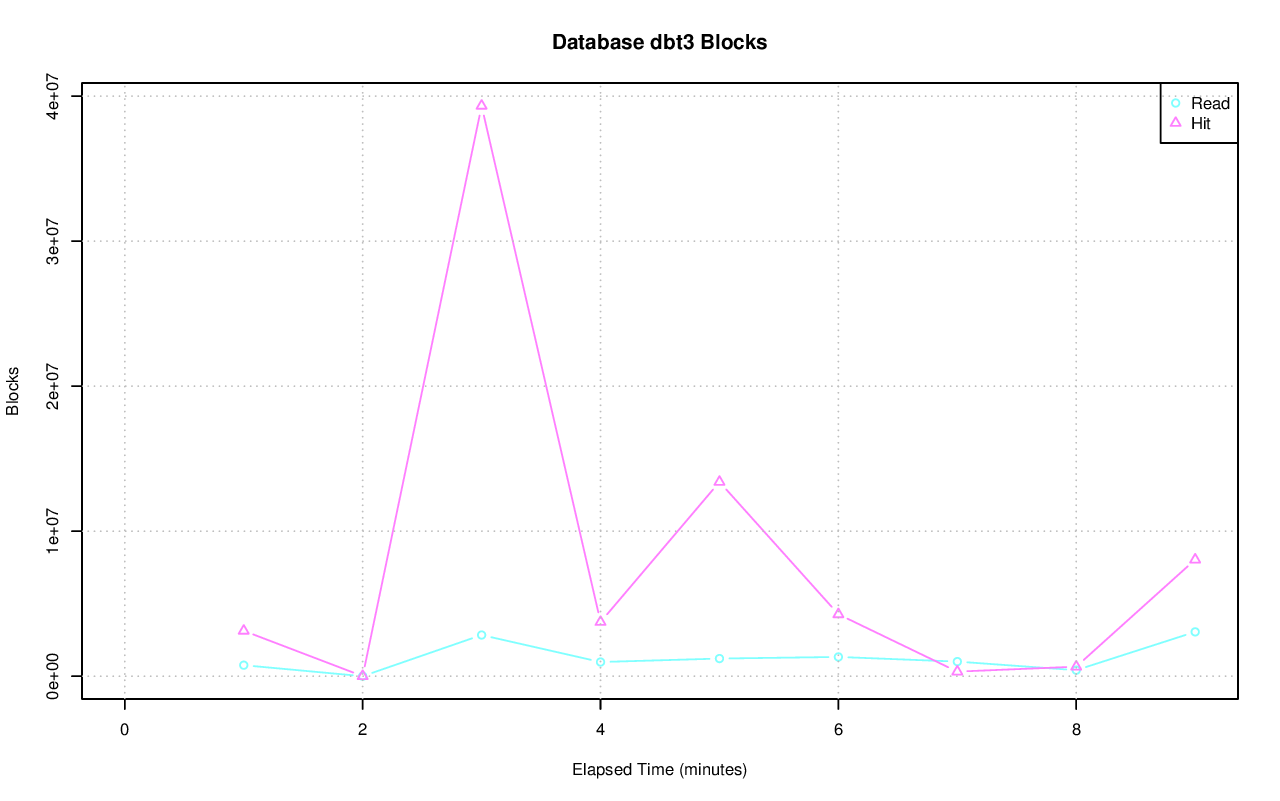 Database dbt3 Blocks
Read
Hit
Blocks
4e+07
3e+07
2e+07
1e+07
0e+00
0 2 4 6 8
Elapsed Time (minutes)